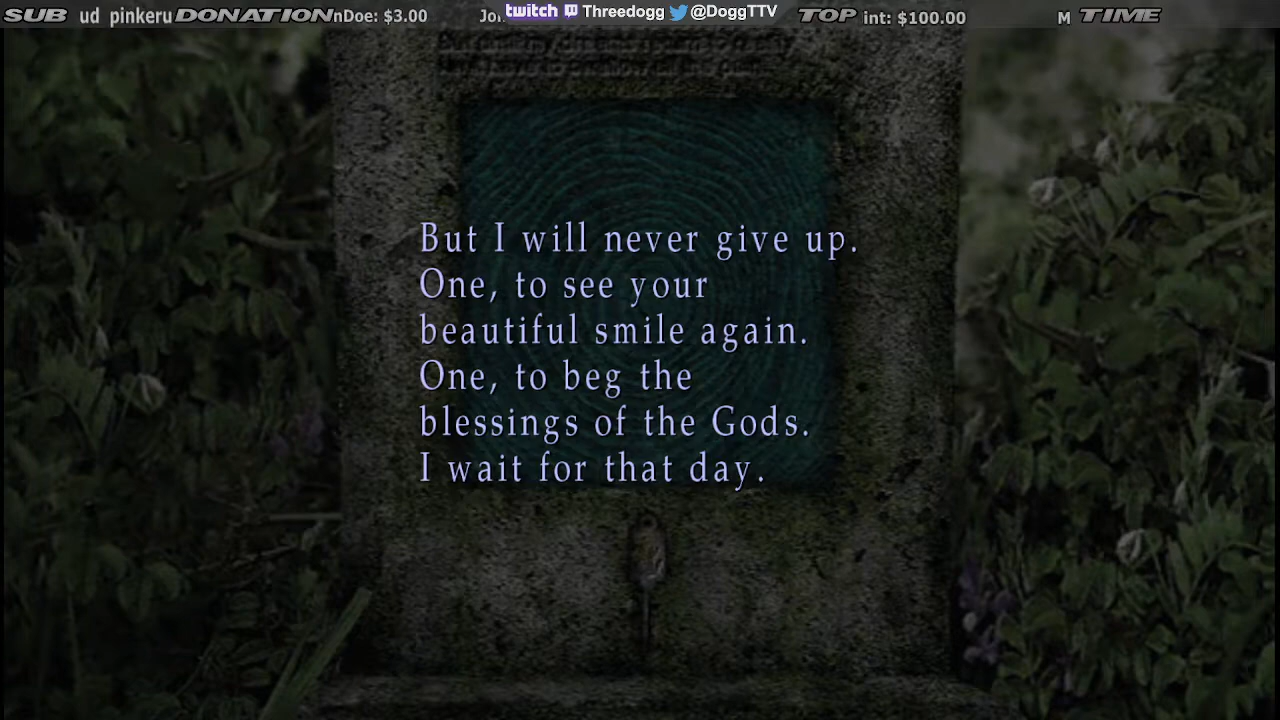 SUB ud pinkeru DONATION nDoe: $3.00 Jo twitch Threedogg @DoggTTV TOP int: $100.00 M TIME
But I will never give up.
One, to see your
beautiful smile again.
One, to beg the
blessings of the Gods.
I wait for that day.